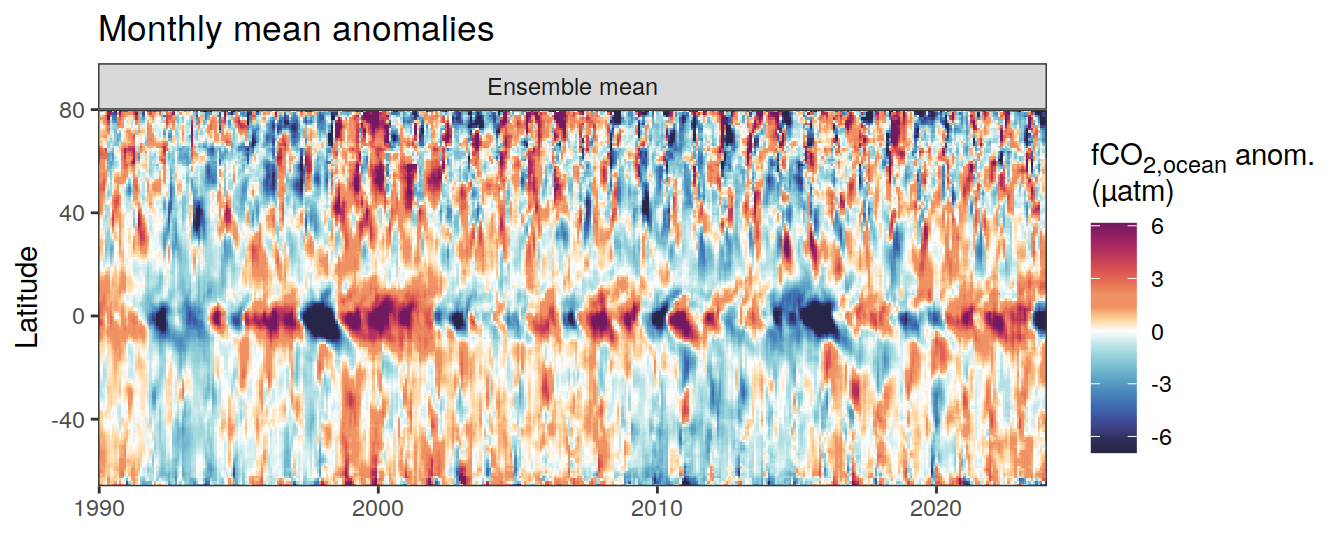 Monthly mean anomalies
Ensemble mean
80
40
0
-40
Latitude
1990
2000
2010
2020
fCO2,ocean anom.
(μatm)
6
3
0
-3
-6